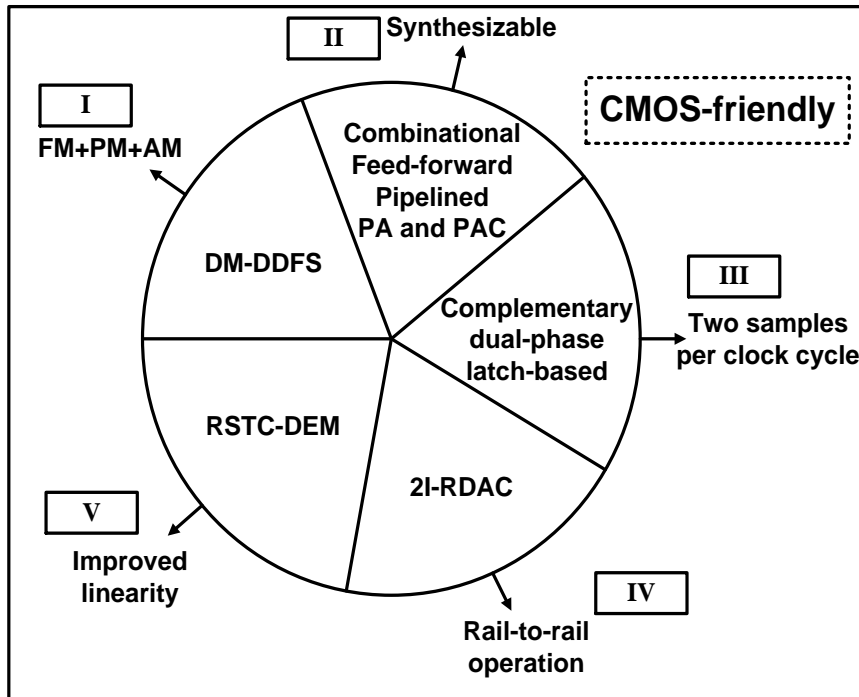 II
Synthesizable
I
FM+PM+AM
CMOS-friendly
Combinational
Feed-forward
Pipelined
PA and PAC
DM-DDFS
III
Two samples
per clock cycle
Complementary
dual-phase
latch-based
RSTC-DEM
2I-RDAC
V
Improved
linearity
IV
Rail-to-rail
operation